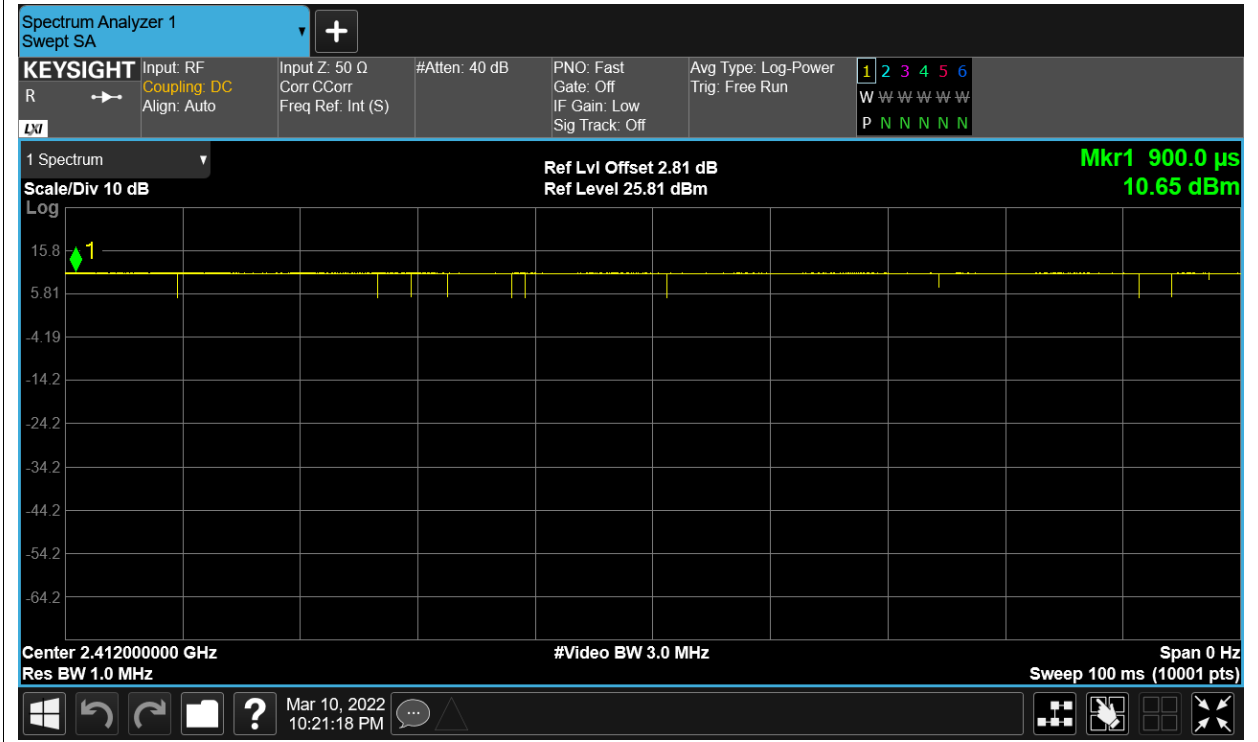 Spectrum Analyzer 1
Swept SA
KEYSIGHT
R
LXI
Input: RF
Coupling: DC
Align: Auto
Input Z: 50 Ω
Corr CCorr
Freq Ref: Int (S)
#Atten: 40 dB
PNO: Fast
Gate: Off
IF Gain: Low
Sig Track: Off
Avg Type: Log-Power
Trig: Free Run
1 2 3 4 5 6
W W W W W W
P N N N N N
1 Spectrum
Scale/Div 10 dB
Log
Ref Lvl Offset 2.81 dB
Ref Level 25.81 dBm
Mkr1 900.0 µs
10.65 dBm
1
15.8
5.81
-4.19
-14.2
-24.2
-34.2
-44.2
-54.2
-64.2
Center 2.412000000 GHz
Res BW 1.0 MHz
#Video BW 3.0 MHz
Span 0 Hz
Sweep 100 ms (10001 pts)
?
Mar 10, 2022
10:21:18 PM